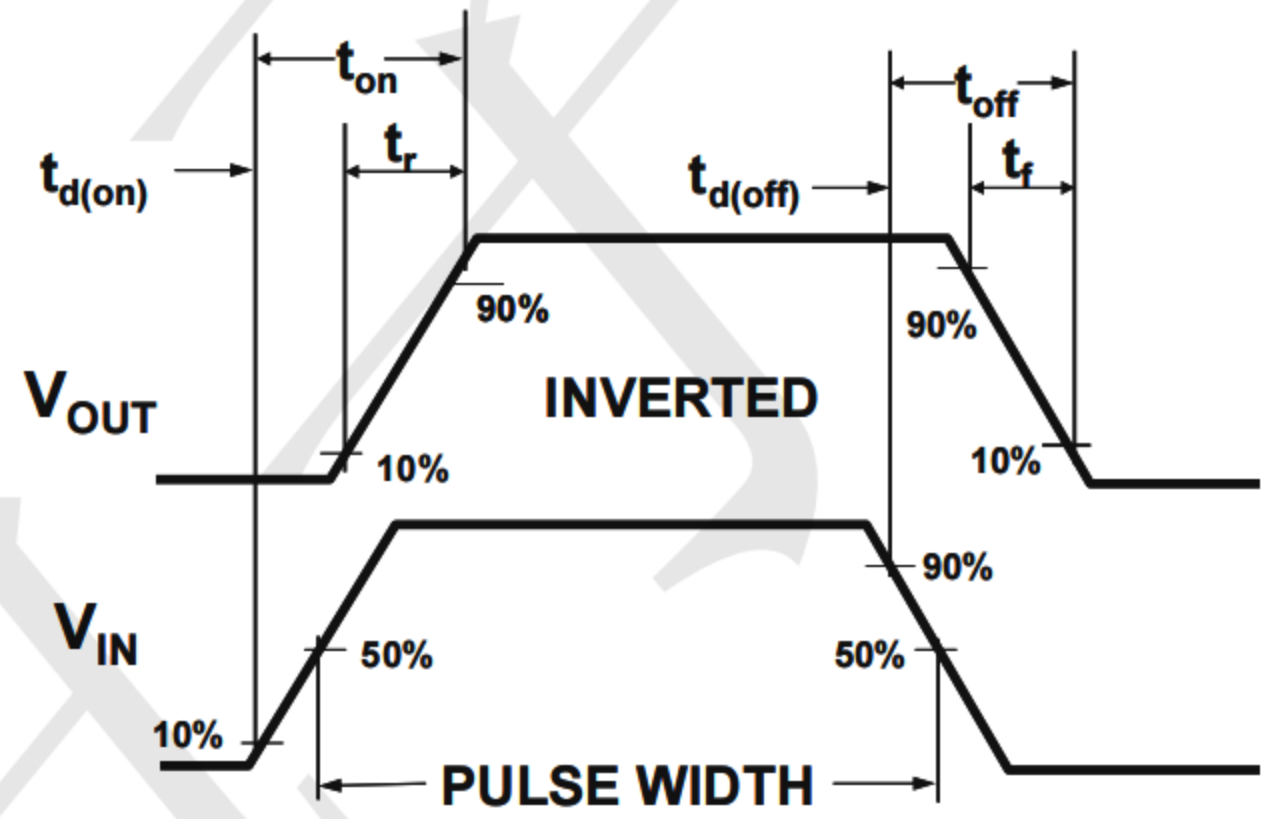 t_on
t_off
t_d(on)
t_r
t_d(off)
t_f
90%
90%
V_OUT
INVERTED
10%
10%
90%
V_IN
50%
50%
10%
PULSE WIDTH